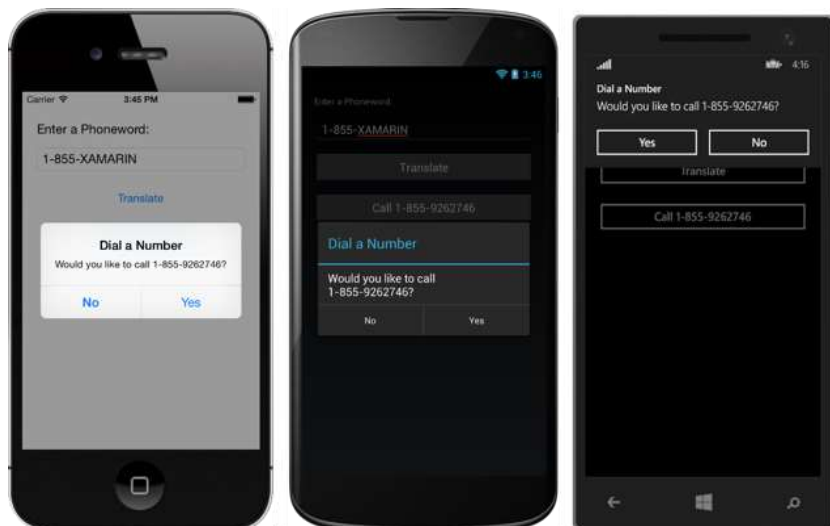 Carrier
3:45 PM
Enter a Phoneword:
1-855-XAMARIN
Translate
Dial a Number
Would you like to call 1-855-9262746?
No Yes
3:46
Enter a Phoneword:
1-855-XAMARIN
Translate
Call 1-855-9262746
Dial a Number
Would you like to call
1-855-9262746?
No Yes
4:16
Dial a Number
Would you like to call 1-855-9262746?
Yes No
Translate
Call 1-855-9262746